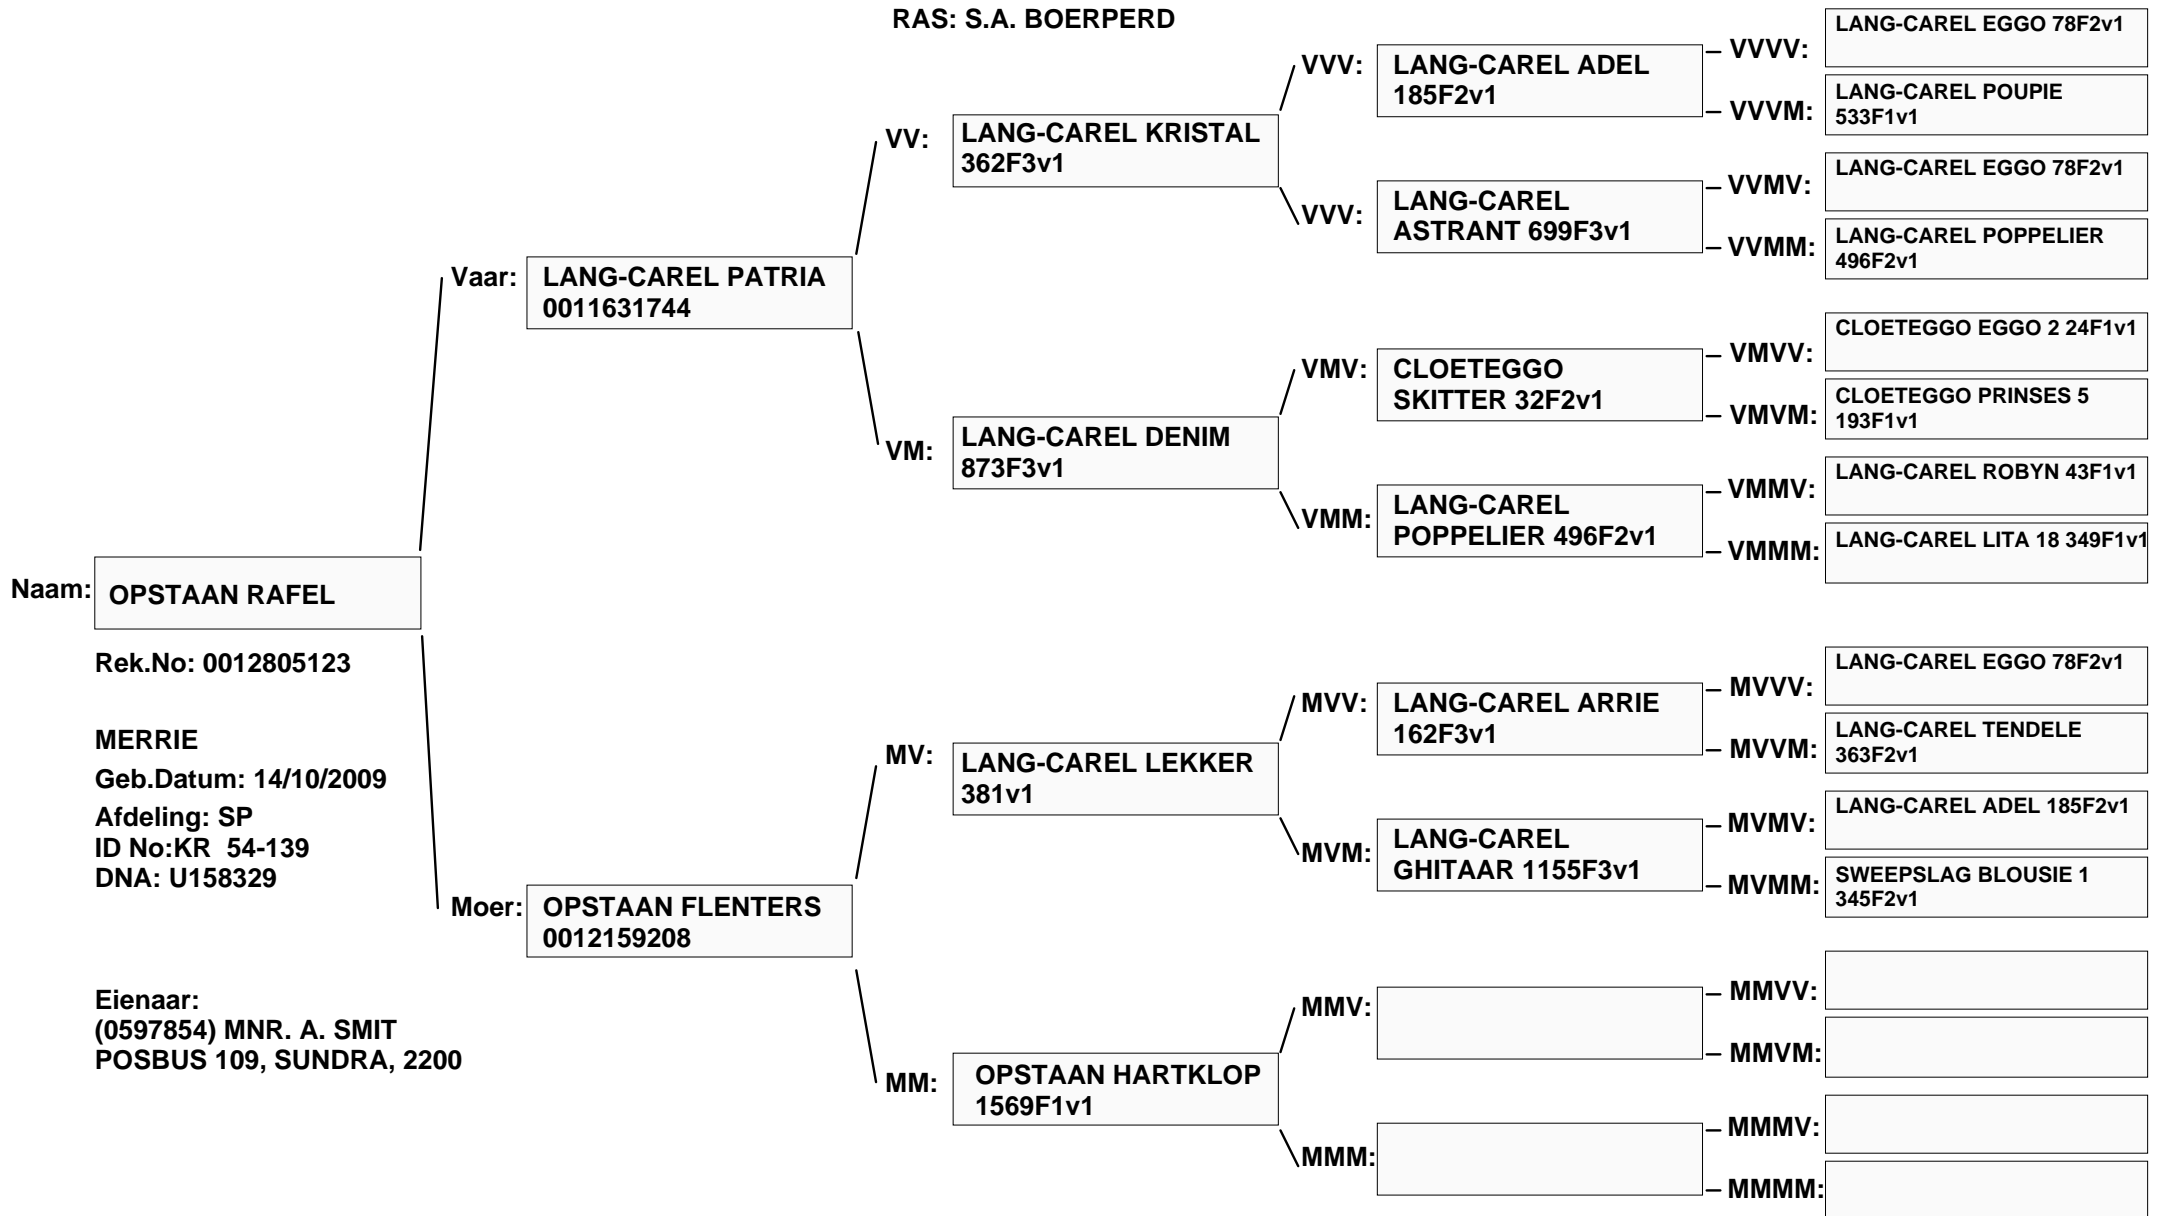 RAS: S.A. BOERPERD
Naam:
OPSTAAN RAFEL
Rek.No: 0012805123
MERRIE
Geb.Datum: 14/10/2009
Afdeling: SP
ID No:KR  54-139
DNA: U158329
Eienaar:
(0597854) MNR. A. SMIT
POSBUS 109, SUNDRA, 2200
Vaar:
LANG-CAREL PATRIA
0011631744
Moer:
OPSTAAN FLENTERS
0012159208
VV:
LANG-CAREL KRISTAL
362F3v1
VM:
LANG-CAREL DENIM
873F3v1
MV:
LANG-CAREL LEKKER
381v1
MM:
OPSTAAN HARTKLOP
1569F1v1
VVV:
LANG-CAREL ADEL
185F2v1
VVV:
LANG-CAREL
ASTRANT 699F3v1
VMV:
CLOETEGGO
SKITTER 32F2v1
VMM:
LANG-CAREL
POPPELIER 496F2v1
MVV:
LANG-CAREL ARRIE
162F3v1
MVM:
LANG-CAREL
GHITAAR 1155F3v1
MMV:
MMM:
VVVV:
LANG-CAREL EGGO 78F2v1
VVVM:
LANG-CAREL POUPIE
533F1v1
VVMV:
LANG-CAREL EGGO 78F2v1
VVMM:
LANG-CAREL POPPELIER
496F2v1
VMVV:
CLOETEGGO EGGO 2 24F1v1
VMVM:
CLOETEGGO PRINSES 5
193F1v1
VMMV:
LANG-CAREL ROBYN 43F1v1
VMMM:
LANG-CAREL LITA 18 349F1v1
MVVV:
LANG-CAREL EGGO 78F2v1
MVVM:
LANG-CAREL TENDELE
363F2v1
MVMV:
LANG-CAREL ADEL 185F2v1
MVMM:
SWEEPSLAG BLOUSIE 1
345F2v1
MMVV:
MMVM:
MMMV:
MMMM: